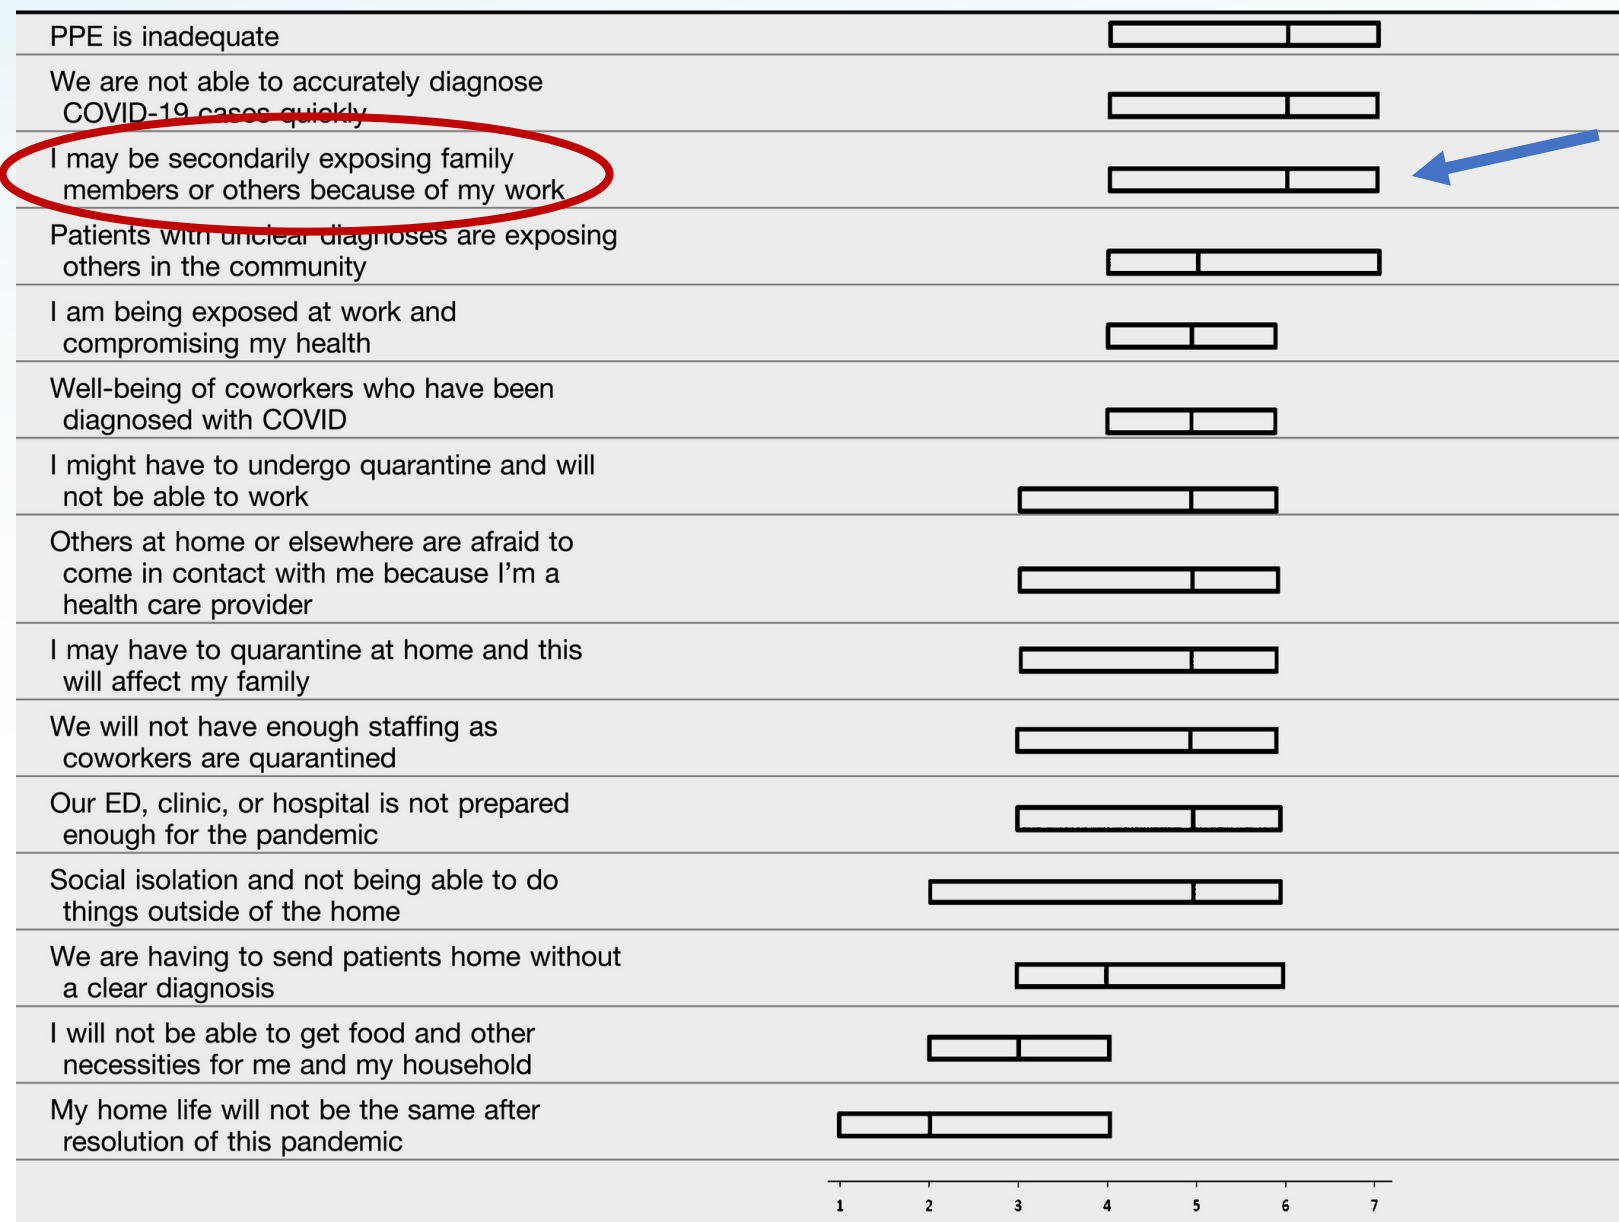 PPE is inadequate
We are not able to accurately diagnose
COVID-19 cases quickly
I may be secondarily exposing family
members or others because of my work
Patients with unclear diagnoses are exposing
others in the community
I am being exposed at work and
compromising my health
Well-being of coworkers who have been
diagnosed with COVID
I might have to undergo quarantine and will
not be able to work
Others at home or elsewhere are afraid to
come in contact with me because I'm a
health care provider
I may have to quarantine at home and this
will affect my family
We will not have enough staffing as
coworkers are quarantined
Our ED, clinic, or hospital is not prepared
enough for the pandemic
Social isolation and not being able to do
things outside of the home
We are having to send patients home without
a clear diagnosis
I will not be able to get food and other
necessities for me and my household
My home life will not be the same after
resolution of this pandemic
1 2 3 4 5 6 7